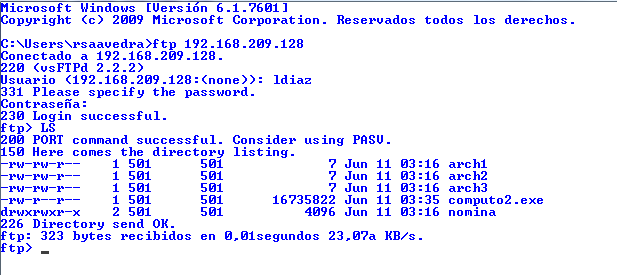 Microsoft Windows [Versión 6.1.7601]
Copyright (c) 2009 Microsoft Corporation. Reservados todos los derechos.
C:\Users\rsaavedra>ftp 192.168.209.128
Conectado a 192.168.209.128.
220 (vsFTPd 2.2.2)
Usuario (192.168.209.128:(none)): ldiaz
331 Please specify the password.
Contraseña:
230 Login successful.
ftp> LS
200 PORT command successful. Consider using PASV.
150 Here comes the directory listing.
-rw-rw-r--    1 501      501             7 Jun 11 03:16 arch1
-rw-rw-r--    1 501      501             7 Jun 11 03:16 arch2
-rw-rw-r--    1 501      501             7 Jun 11 03:16 arch3
-rw-rw-r--    1 501      501      16735822 Jun 11 03:35 computo2.exe
drwxrwxr-x    2 501      501          4096 Jun 11 03:16 nomina
226 Directory send OK.
ftp: 323 bytes recibidos en 0,01segundos 23,07a KB/s.
ftp> _